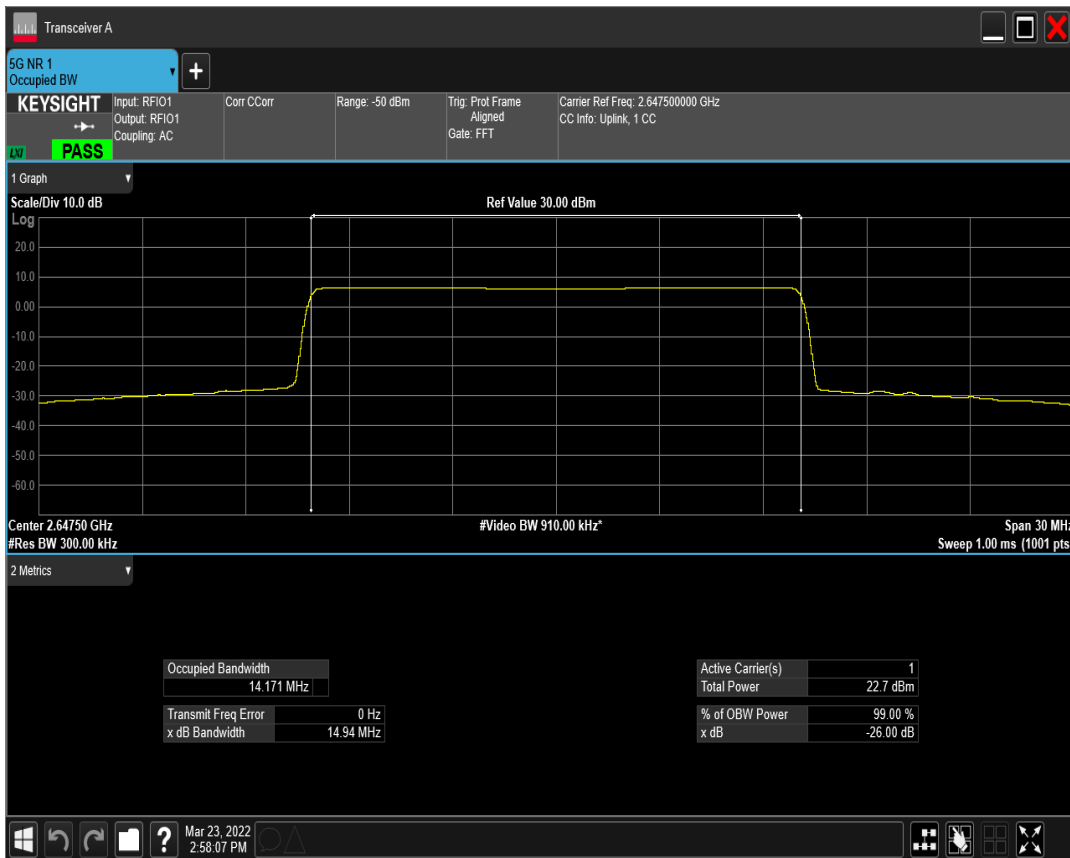 Transceiver A
5G NR 1
Occupied BW
KEYSIGHT
LXI
PASS
Input: RFIO1
Output: RFIO1
Coupling: AC
Corr CCorr
Range: -50 dBm
Trig: Prot Frame
Aligned
Gate: FFT
Carrier Ref Freq: 2.647500000 GHz
CC Info: Uplink, 1 CC
1 Graph
Scale/Div 10.0 dB
Ref Value 30.00 dBm
Log
20.0
10.0
0.00
-10.0
-20.0
-30.0
-40.0
-50.0
-60.0
Center 2.64750 GHz
#Video BW 910.00 kHz*
Span 30 MHz
#Res BW 300.00 kHz
Sweep 1.00 ms (1001 pts
2 Metrics
Occupied Bandwidth
14.171 MHz
Transmit Freq Error 0 Hz
x dB Bandwidth 14.94 MHz
Active Carrier(s) 1
Total Power 22.7 dBm
% of OBW Power 99.00 %
x dB -26.00 dB
?
Mar 23, 2022
2:58:07 PM